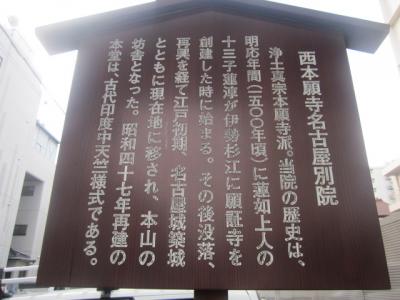 西本願寺名古屋別院
浄土真宗本願寺派。当院の歴史は、
明応年間(一五〇〇年頃)に蓮如上人の
十三子蓮淳が伊勢杉江に願証寺を
創建した時に始まる。その後没落、
再興を経て江戸初期、名古屋城築城
とともに現在地に移され、本山の
坊舎となった。昭和四十七年再建の
本堂は、古代印度中天竺様式である。